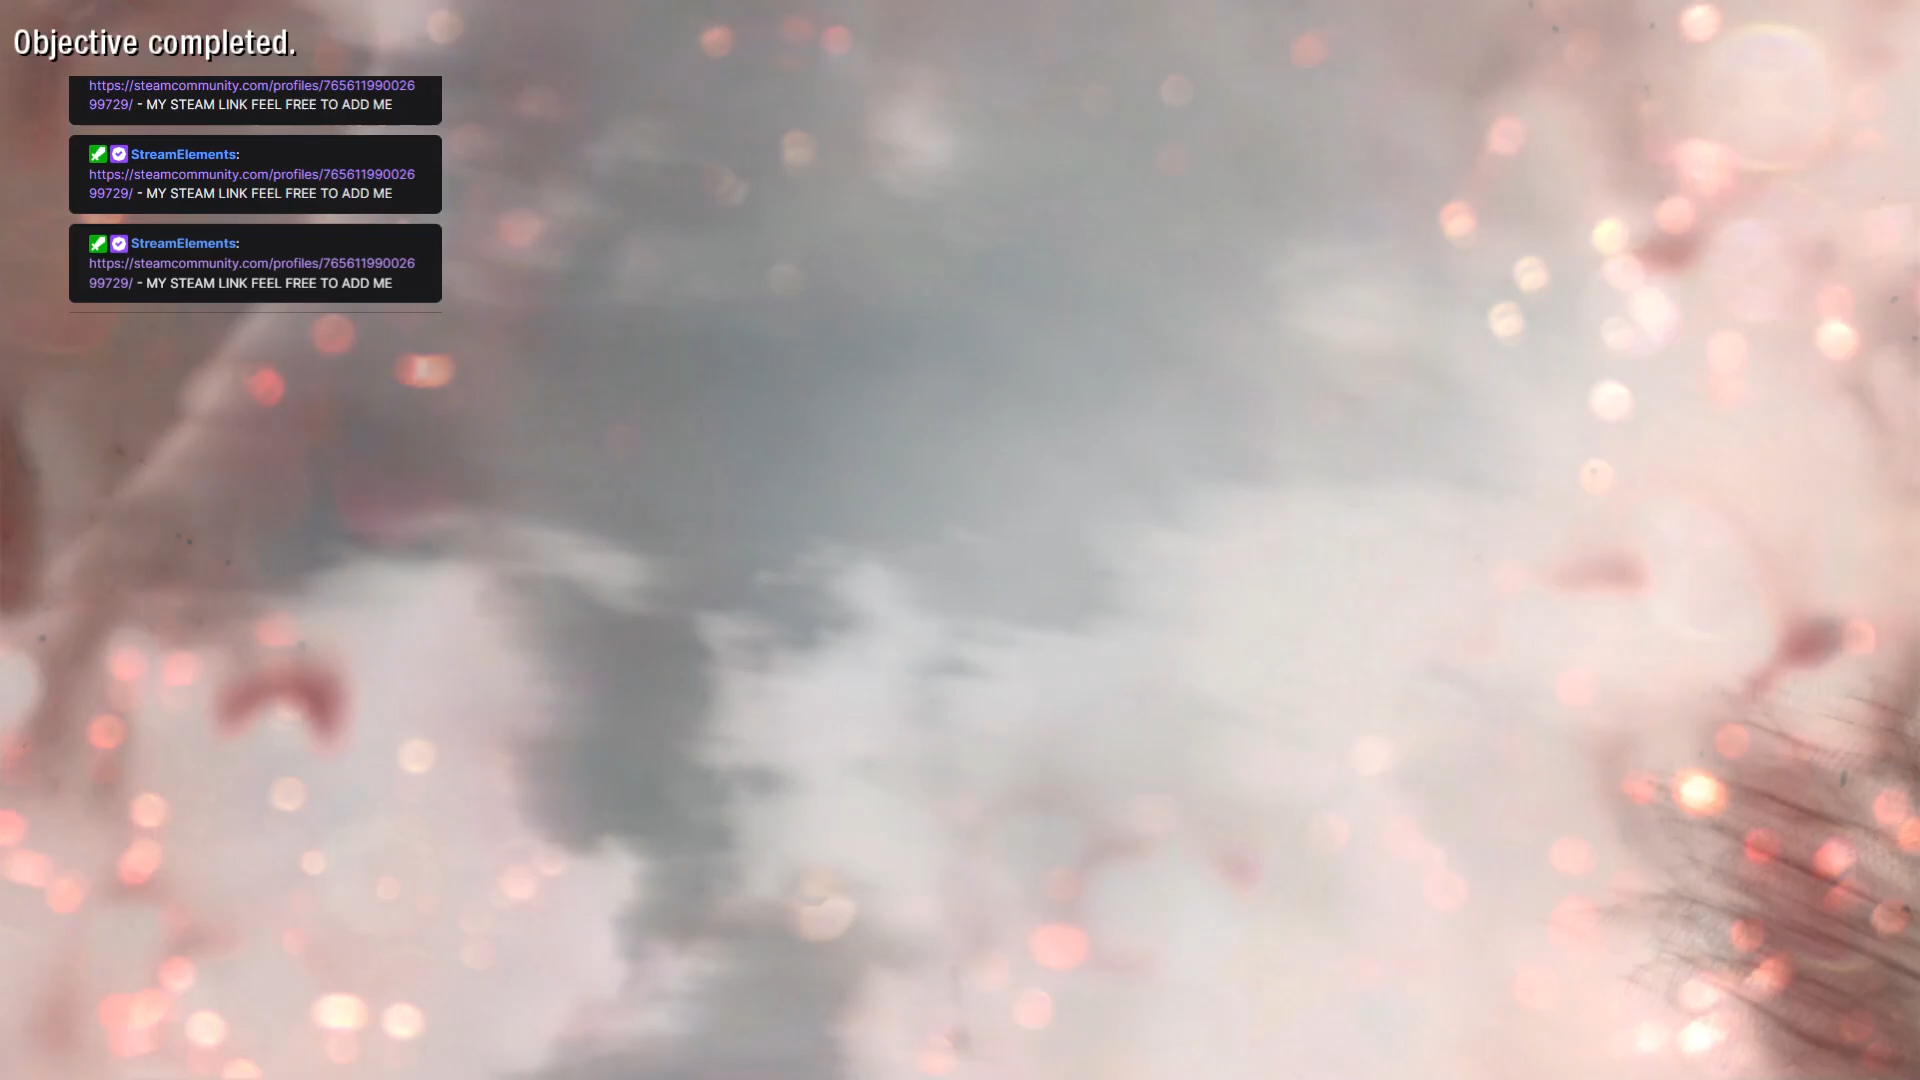 Objective completed.
https://steamcommunity.com/profiles/765611990026
99729/ - MY STEAM LINK FEEL FREE TO ADD ME
StreamElements:
https://steamcommunity.com/profiles/765611990026
99729/ - MY STEAM LINK FEEL FREE TO ADD ME
StreamElements:
https://steamcommunity.com/profiles/765611990026
99729/ - MY STEAM LINK FEEL FREE TO ADD ME